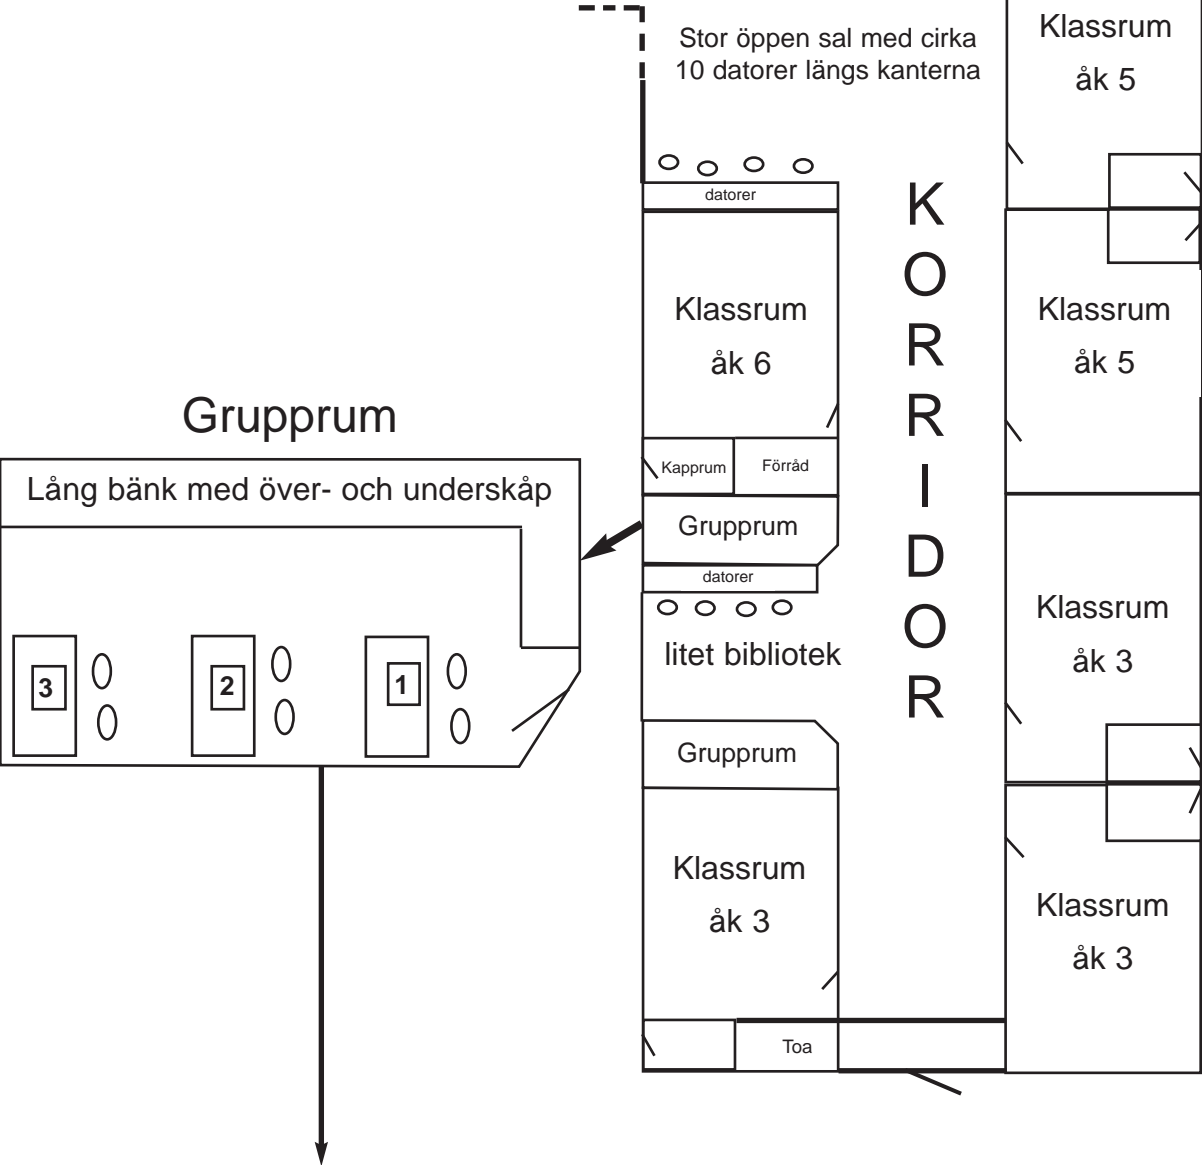 Stor öppen sal med cirka
10 datorer längs kanterna
Klassrum
åk 5
datorer
Klassrum
åk 6
Kapprum
Förråd
Grupprum
datorer
litet bibliotek
Grupprum
Klassrum
åk 3
Toa
K
O
R
R
I
D
O
R
Klassrum
åk 5
Klassrum
åk 3
Klassrum
åk 3
Grupprum
Lång bänk med över- och underskåp
3
2
1